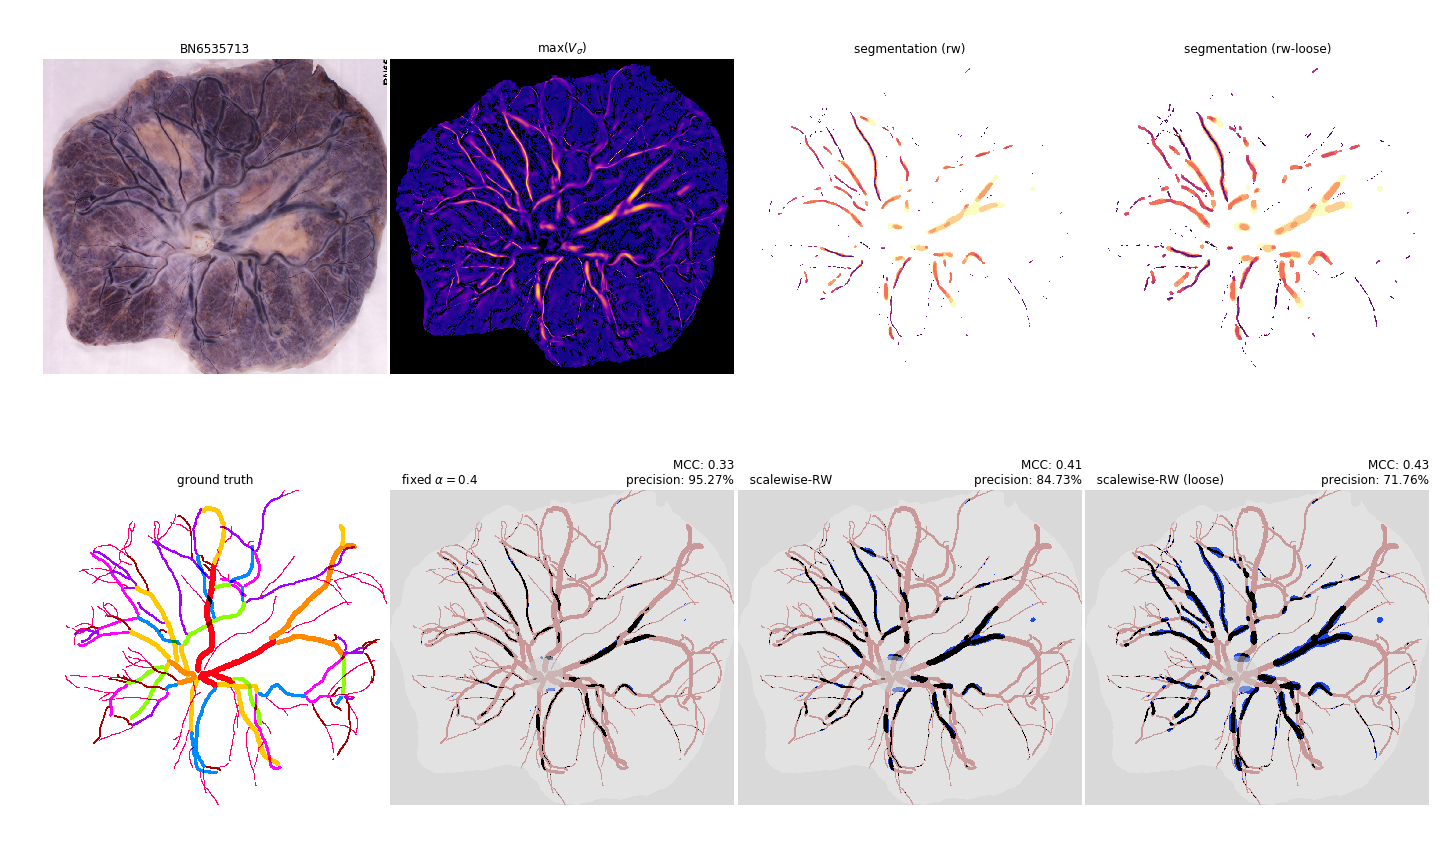 BN6535713
max(V_σ)
segmentation (rw)
segmentation (rw-loose)
ground truth
fixed α = 0.4
MCC: 0.33
precision: 95.27%
scalewise-RW
MCC: 0.41
precision: 84.73%
scalewise-RW (loose)
MCC: 0.43
precision: 71.76%